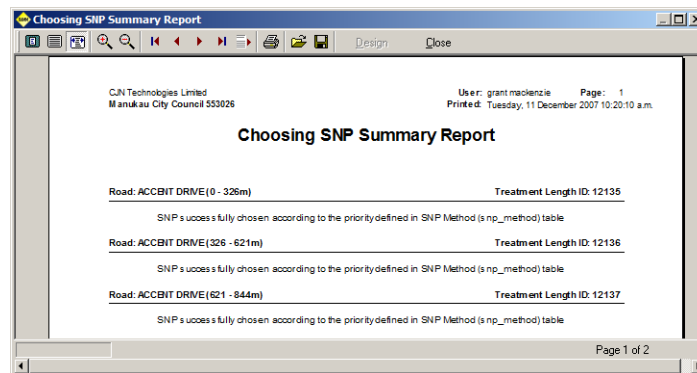 Choosing SNP Summary Report
Design Close
CJN Technologies Limited User: grant mackenzie Page: 1
Manukau City Council 553026 Printed: Tuesday, 11 December 2007 10:20:10 a.m.
Choosing SNP Summary Report
Road: ACCENT DRIVE (0 - 326m) Treatment Length ID: 12135
SNP successfully chosen according to the priority defined in SNP Method (snp_method) table
Road: ACCENT DRIVE (326 - 621m) Treatment Length ID: 12136
SNP successfully chosen according to the priority defined in SNP Method (snp_method) table
Road: ACCENT DRIVE (621 - 844m) Treatment Length ID: 12137
SNP successfully chosen according to the priority defined in SNP Method (snp_method) table
Page 1 of 2